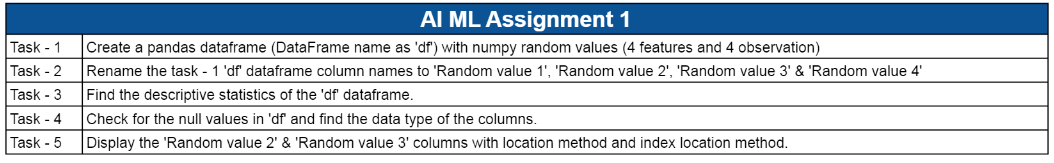 AI ML Assignment 1
Task - 1 Create a pandas dataframe (DataFrame name as 'df') with numpy random values (4 features and 4 observation)
Task - 2 Rename the task - 1 'df' dataframe column names to 'Random value 1', 'Random value 2', 'Random value 3' & 'Random value 4'
Task - 3 Find the descriptive statistics of the 'df' dataframe.
Task - 4 Check for the null values in 'df' and find the data type of the columns.
Task - 5 Display the 'Random value 2' & 'Random value 3' columns with location method and index location method.